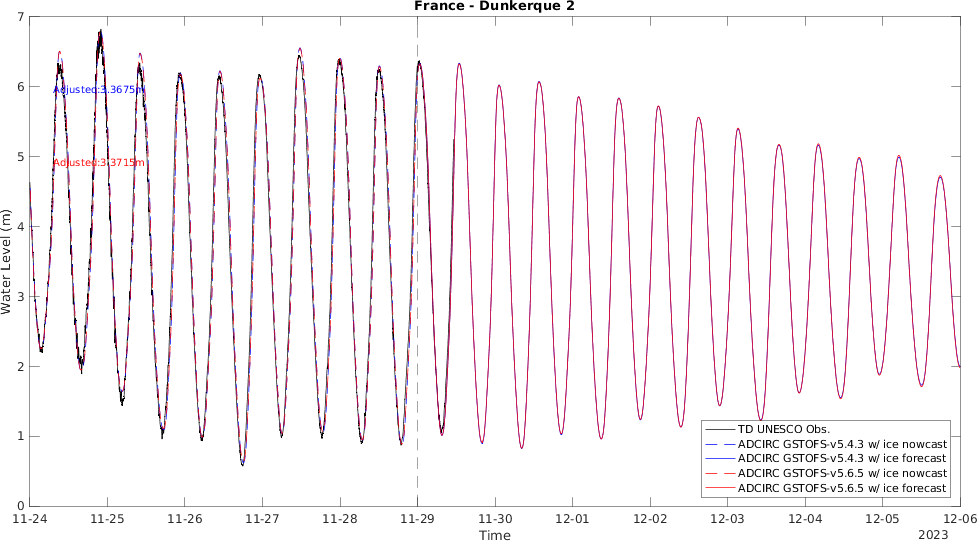 France - Dunkerque 2
7
6
5
4
3
2
1
0
Water Level (m)
Adjusted:3.3675m
Adjusted:3.3715m
TD UNESCO Obs.
ADCIRC GSTOFS-v5.4.3 w/ ice nowcast
ADCIRC GSTOFS-v5.4.3 w/ ice forecast
ADCIRC GSTOFS-v5.6.5 w/ ice nowcast
ADCIRC GSTOFS-v5.6.5 w/ ice forecast
11-24 11-25 11-26 11-27 11-28 11-29 11-30 12-01 12-02 12-03 12-04 12-05 12-06
Time
2023